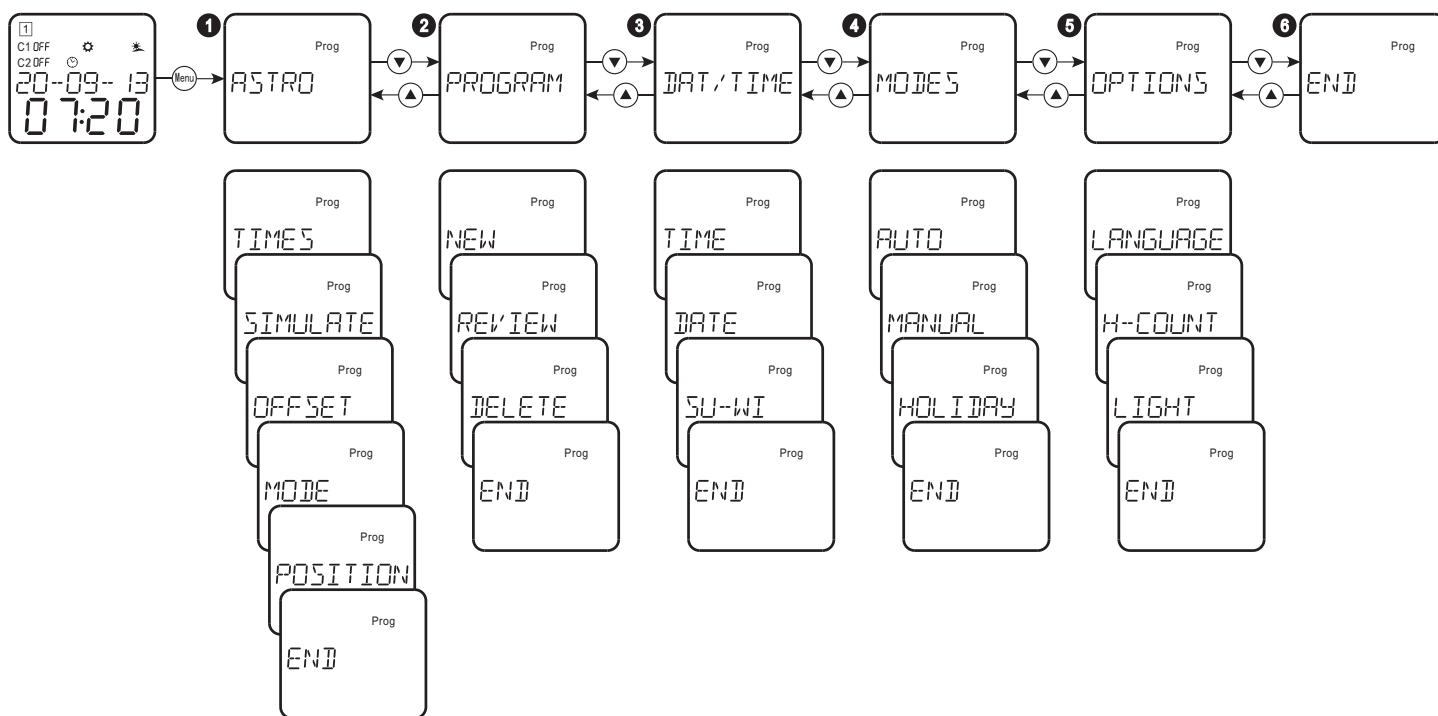 1
C1 OFF
C2 OFF
20-09-13
07:20
Menu
1
Prog
ASTRO
2
Prog
PROGRAM
3
Prog
DAT/TIME
4
Prog
MODES
5
Prog
OPTIONS
6
Prog
END
Prog
TIMES
Prog
SIMULATE
Prog
OFFSET
Prog
MODE
Prog
POSITION
Prog
END
Prog
NEW
Prog
REVIEW
Prog
DELETE
Prog
END
Prog
TIME
Prog
DATE
Prog
SU-WI
Prog
END
Prog
AUTO
Prog
MANUAL
Prog
HOLIDAY
Prog
END
Prog
LANGUAGE
Prog
H-COUNT
Prog
LIGHT
Prog
END